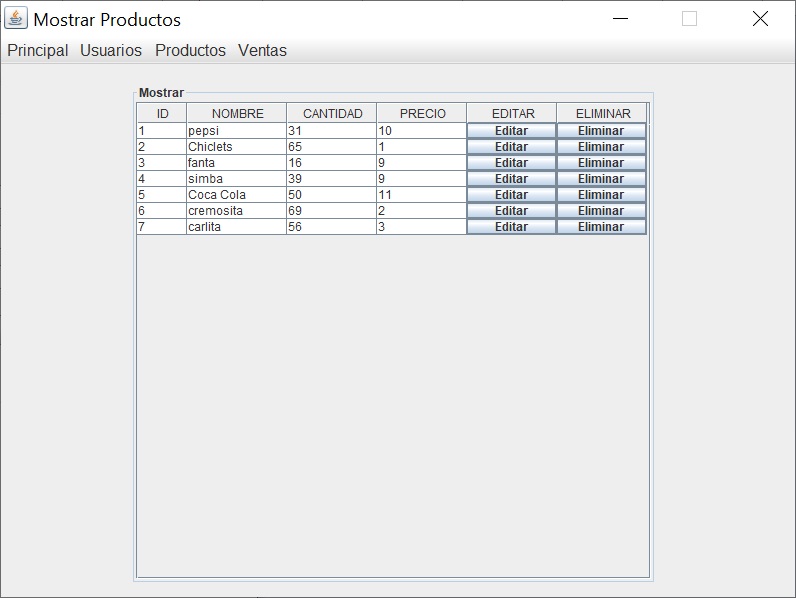 Mostrar Productos
Principal Usuarios Productos Ventas
Mostrar
ID NOMBRE CANTIDAD PRECIO EDITAR ELIMINAR
1 pepsi 31 10 Editar Eliminar
2 Chiclets 65 1 Editar Eliminar
3 fanta 16 9 Editar Eliminar
4 simba 39 9 Editar Eliminar
5 Coca Cola 50 11 Editar Eliminar
6 cremosita 69 2 Editar Eliminar
7 carlita 56 3 Editar Eliminar